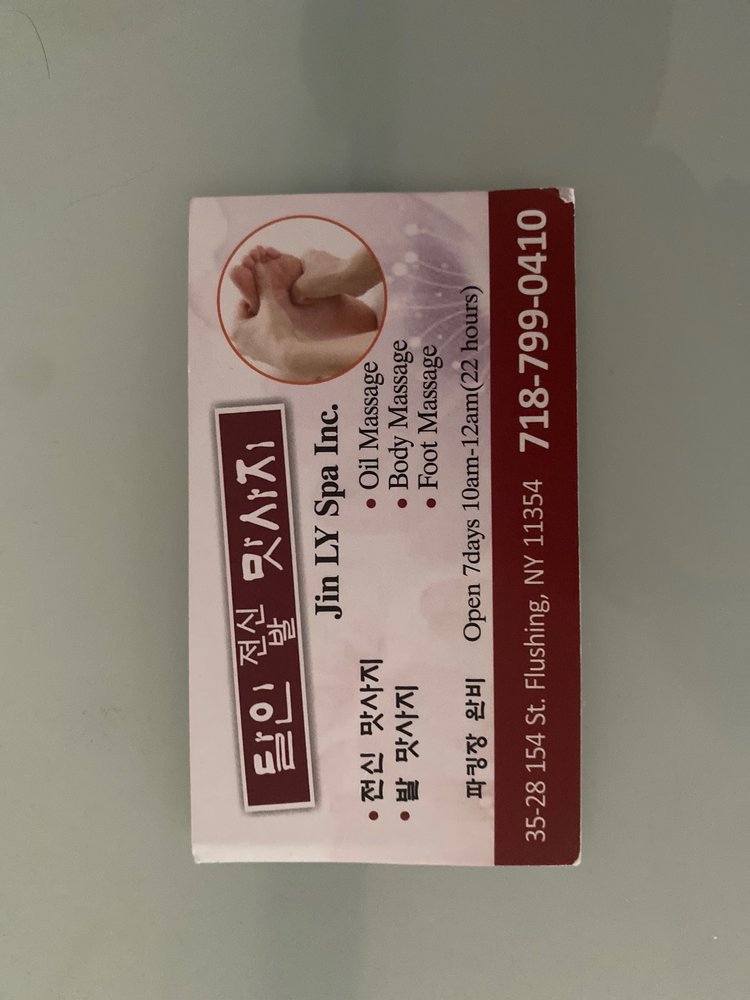 달인 전신 발 맛사지
Jin LY Spa Inc.
• 전신 맛사지
• 발 맛사지
• Oil Massage
• Body Massage
• Foot Massage
파킹장 완비 Open 7days 10am-12am(22 hours)
35-28 154 St. Flushing, NY 11354 718-799-0410